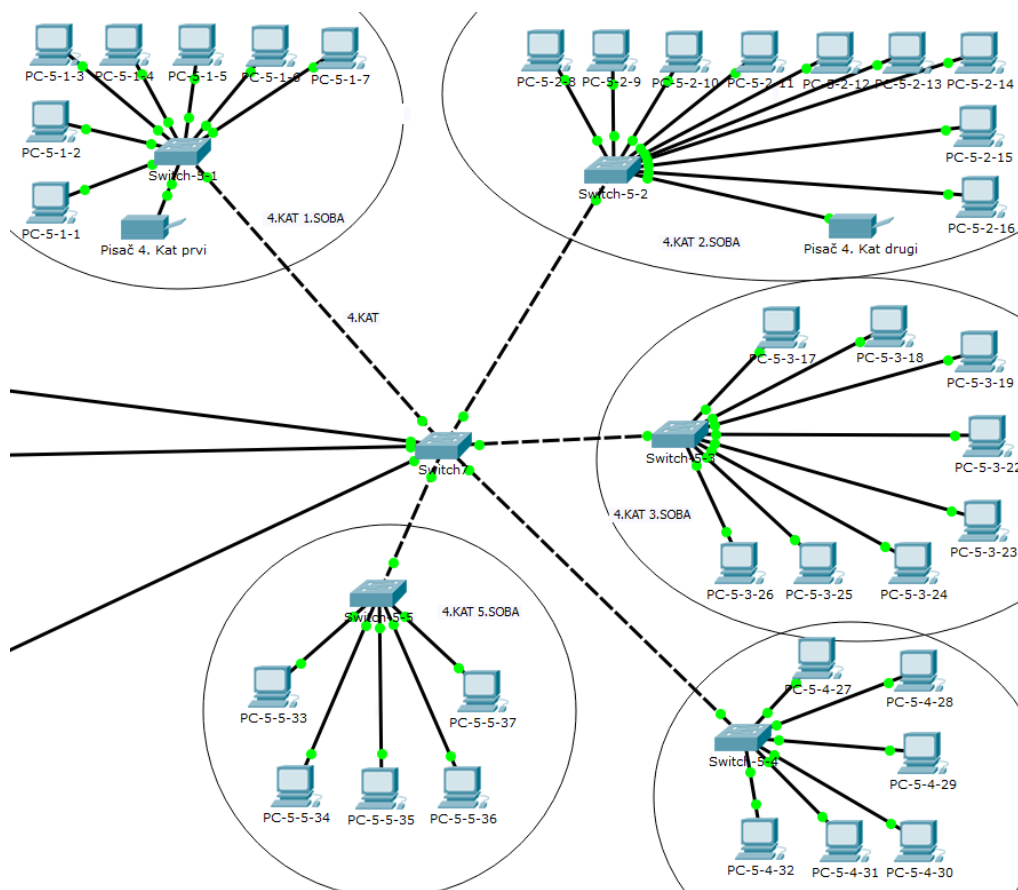 PC-5-1-3
PC-5-1-4
PC-5-1-5
PC-5-1-6
PC-5-1-7
PC-5-1-2
Switch-5-1
PC-5-1-1
Pisač 4. Kat prvi
4.KAT 1.SOBA
PC-5-2-8
PC-5-2-9
PC-5-2-10
PC-5-2-11
PC-5-2-12
PC-5-2-13
PC-5-2-14
PC-5-2-15
Switch-5-2
PC-5-2-16
4.KAT 2.SOBA
Pisač 4. Kat drugi
4.KAT
PC-5-3-17
PC-5-3-18
PC-5-3-19
Switch7
Switch-5-3
PC-5-3-22
4.KAT 3.SOBA
PC-5-3-23
PC-5-3-26
PC-5-3-25
PC-5-3-24
Switch-5-5
4.KAT 5.SOBA
PC-5-5-33
PC-5-5-37
PC-5-5-34
PC-5-5-35
PC-5-5-36
PC-5-4-27
PC-5-4-28
Switch-5-4
PC-5-4-29
PC-5-4-32
PC-5-4-31
PC-5-4-30